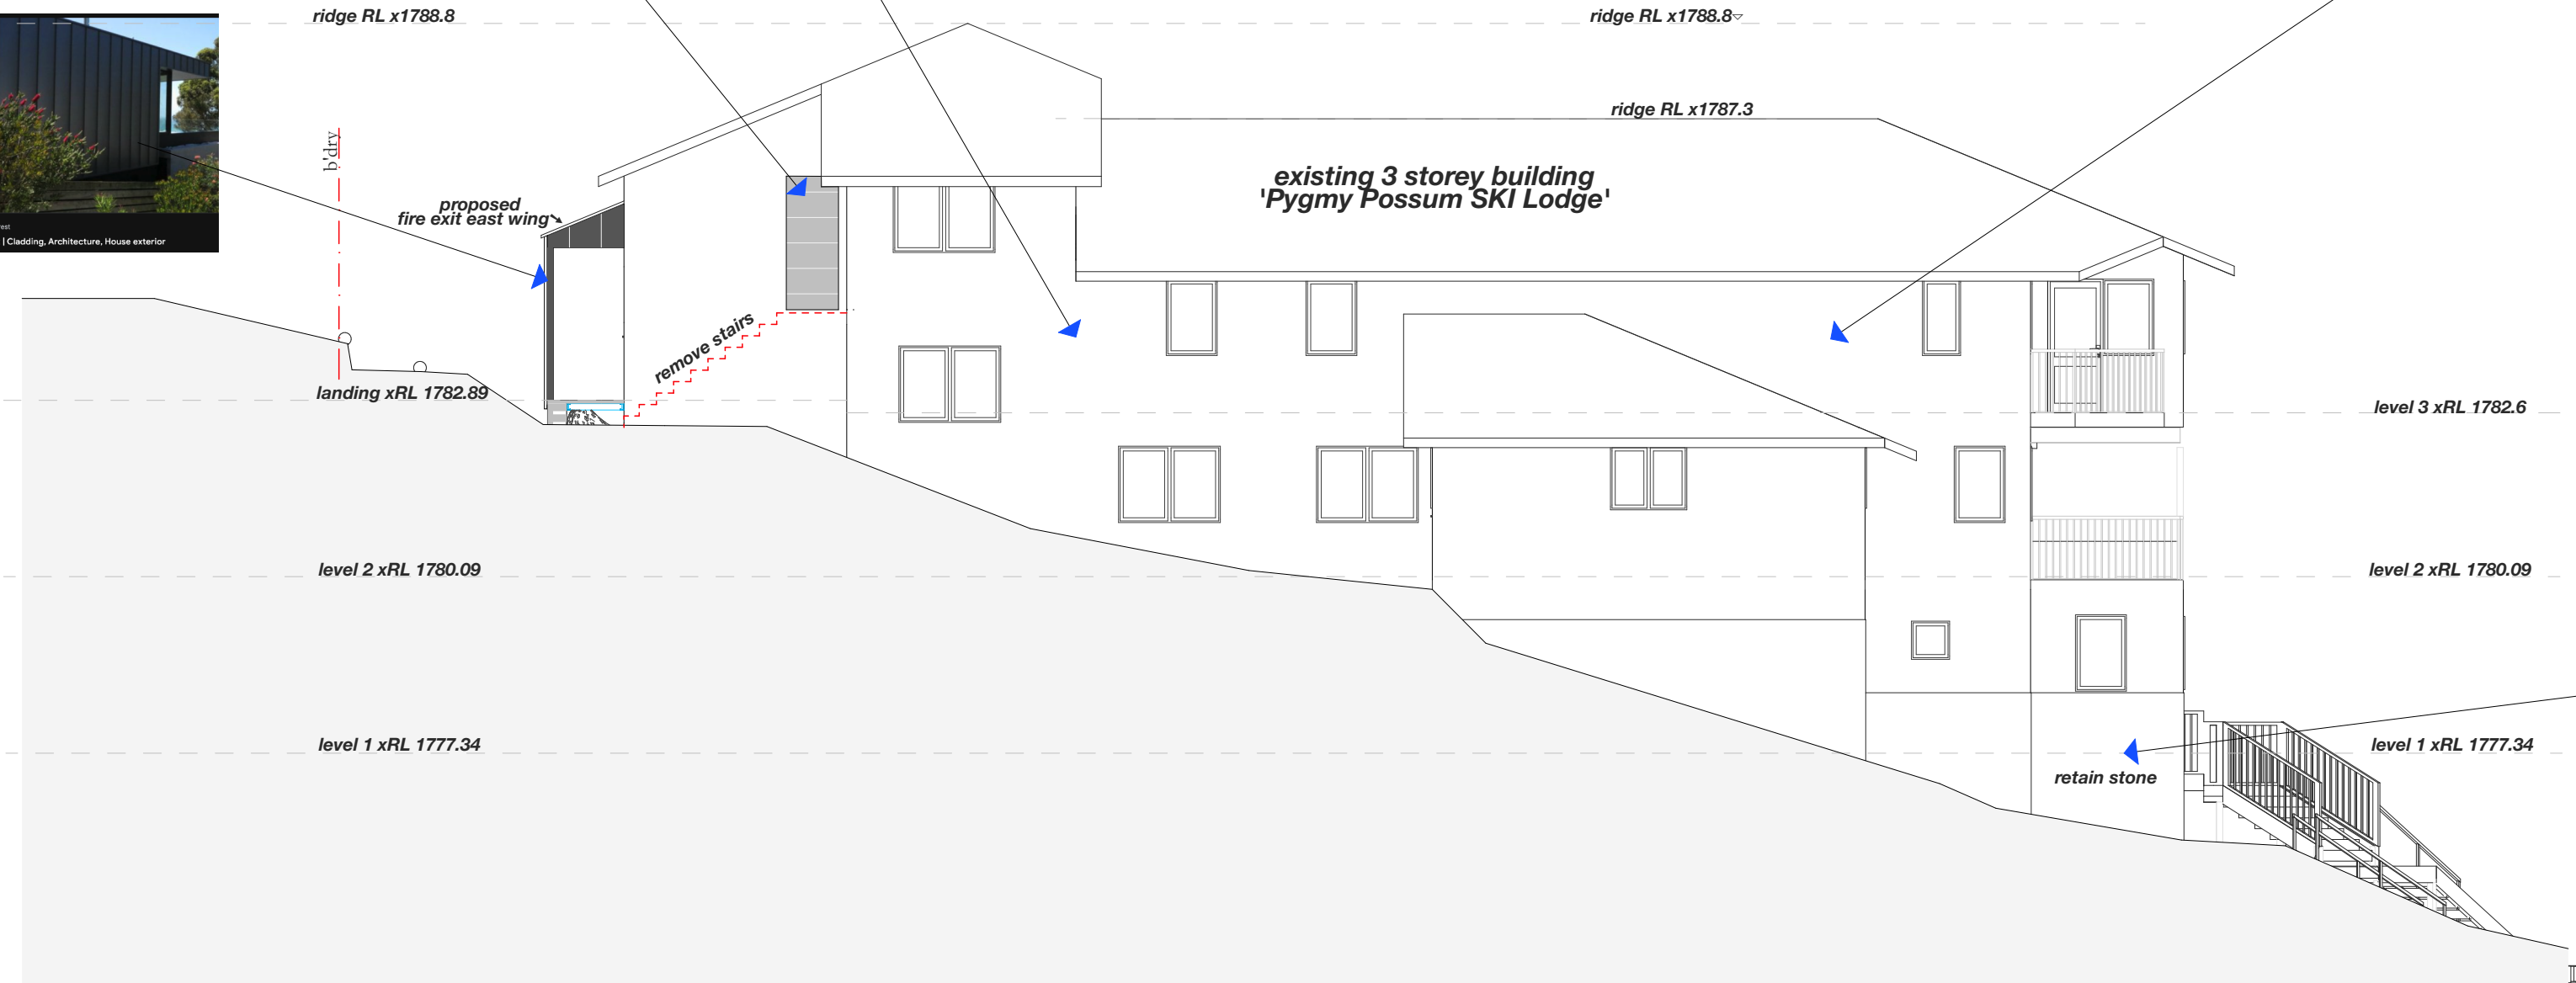 ridge RL x1788.8
ridge RL x1788.8
ridge RL x1787.3
b'dry
existing 3 storey building
'Pygmy Possum SKI Lodge'
proposed
fire exit east wing
est
| Cladding, Architecture, House exterior
remove stairs
landing xRL 1782.89
level 3 xRL 1782.6
level 2 xRL 1780.09
level 2 xRL 1780.09
level 1 xRL 1777.34
level 1 xRL 1777.34
retain stone